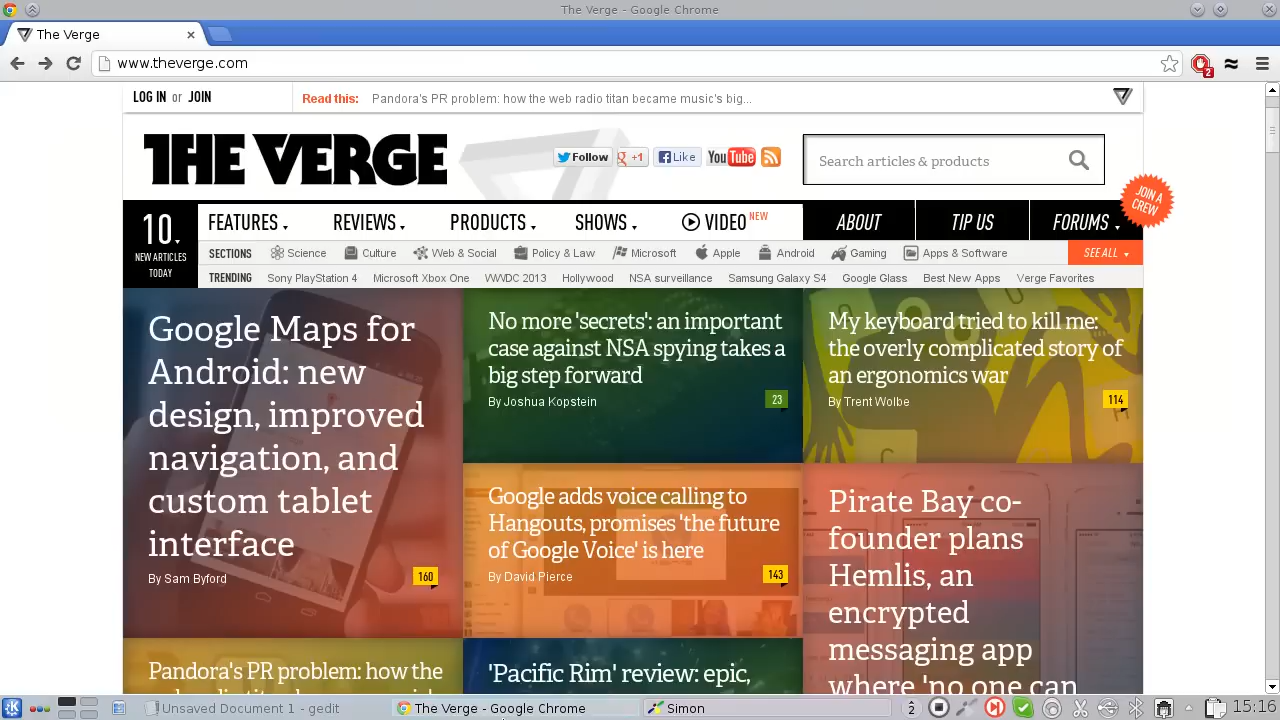 The Verge - Google Chrome
The Verge
www.theverge.com
2
LOG IN or JOIN
Read this: Pandora's PR problem: how the web radio titan became music's big...
THE VERGE
Follow
g +1
Like
YouTube
Search articles & products
JOIN A CREW
10
NEW ARTICLES
TODAY
FEATURES REVIEWS PRODUCTS SHOWS VIDEO NEW ABOUT TIP US FORUMS
SECTIONS Science Culture Web & Social Policy & Law Microsoft Apple Android Gaming Apps & Software SEE ALL
TRENDING Sony PlayStation 4 Microsoft Xbox One WWDC 2013 Hollywood NSA surveillance Samsung Galaxy S4 Google Glass Best New Apps Verge Favorites
Google Maps for
Android: new
design, improved
navigation, and
custom tablet
interface
By Sam Byford
160
No more 'secrets': an important
case against NSA spying takes a
big step forward
By Joshua Kopstein
23
My keyboard tried to kill me:
the overly complicated story of
an ergonomics war
By Trent Wolbe
114
Google adds voice calling to
Hangouts, promises 'the future
of Google Voice' is here
By David Pierce
143
Pirate Bay co-
founder plans
Hemlis, an
encrypted
messaging app
where 'no one can
Pandora's PR problem: how the
'Pacific Rim' review: epic,
Unsaved Document 1 - gedit
The Verge - Google Chrome
Simon
2
15:16